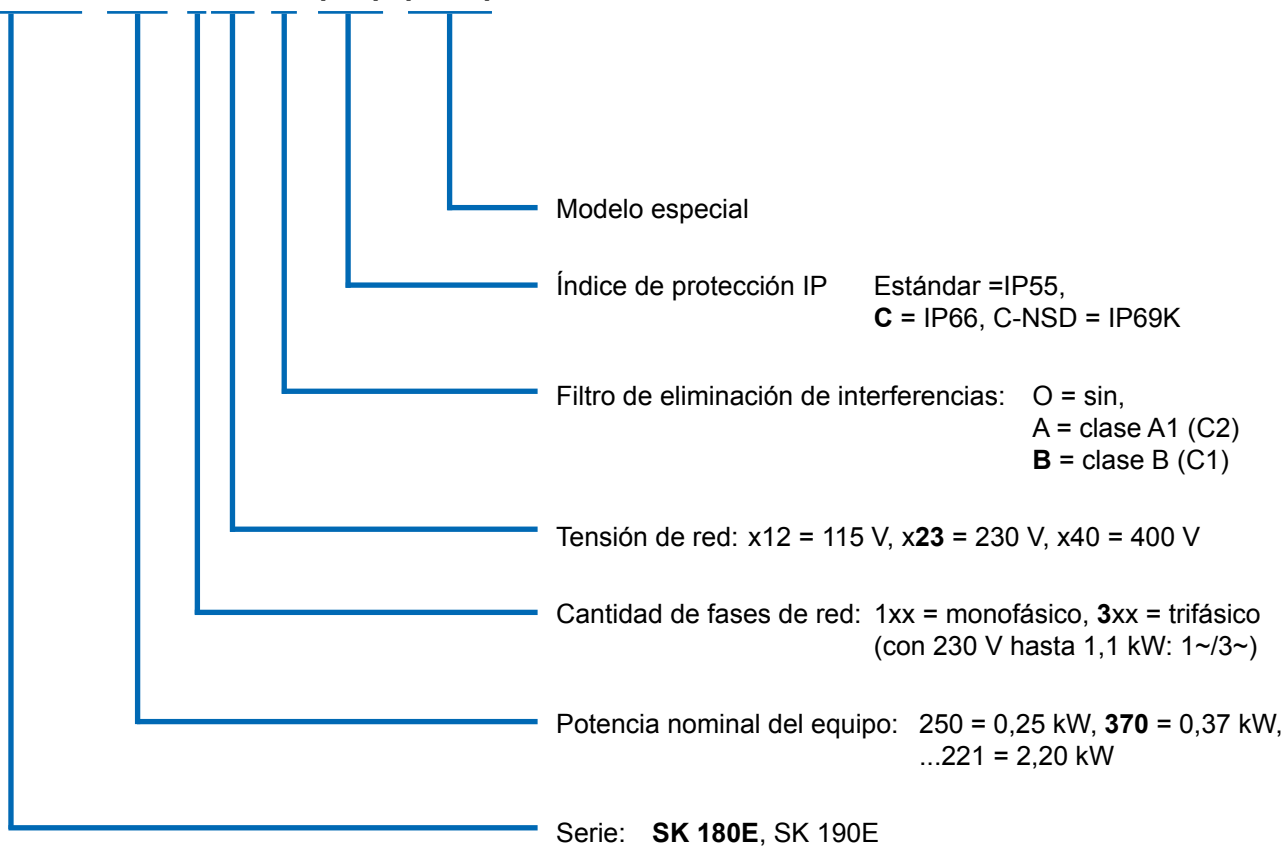 Modelo especial
Índice de protección IP Estándar =IP55,
C = IP66, C-NSD = IP69K
Filtro de eliminación de interferencias: O = sin,
A = clase A1 (C2)
B = clase B (C1)
Tensión de red: x12 = 115 V, x23 = 230 V, x40 = 400 V
Cantidad de fases de red: 1xx = monofásico, 3xx = trifásico
(con 230 V hasta 1,1 kW: 1~/3~)
Potencia nominal del equipo: 250 = 0,25 kW, 370 = 0,37 kW,
...221 = 2,20 kW
Serie: SK 180E, SK 190E